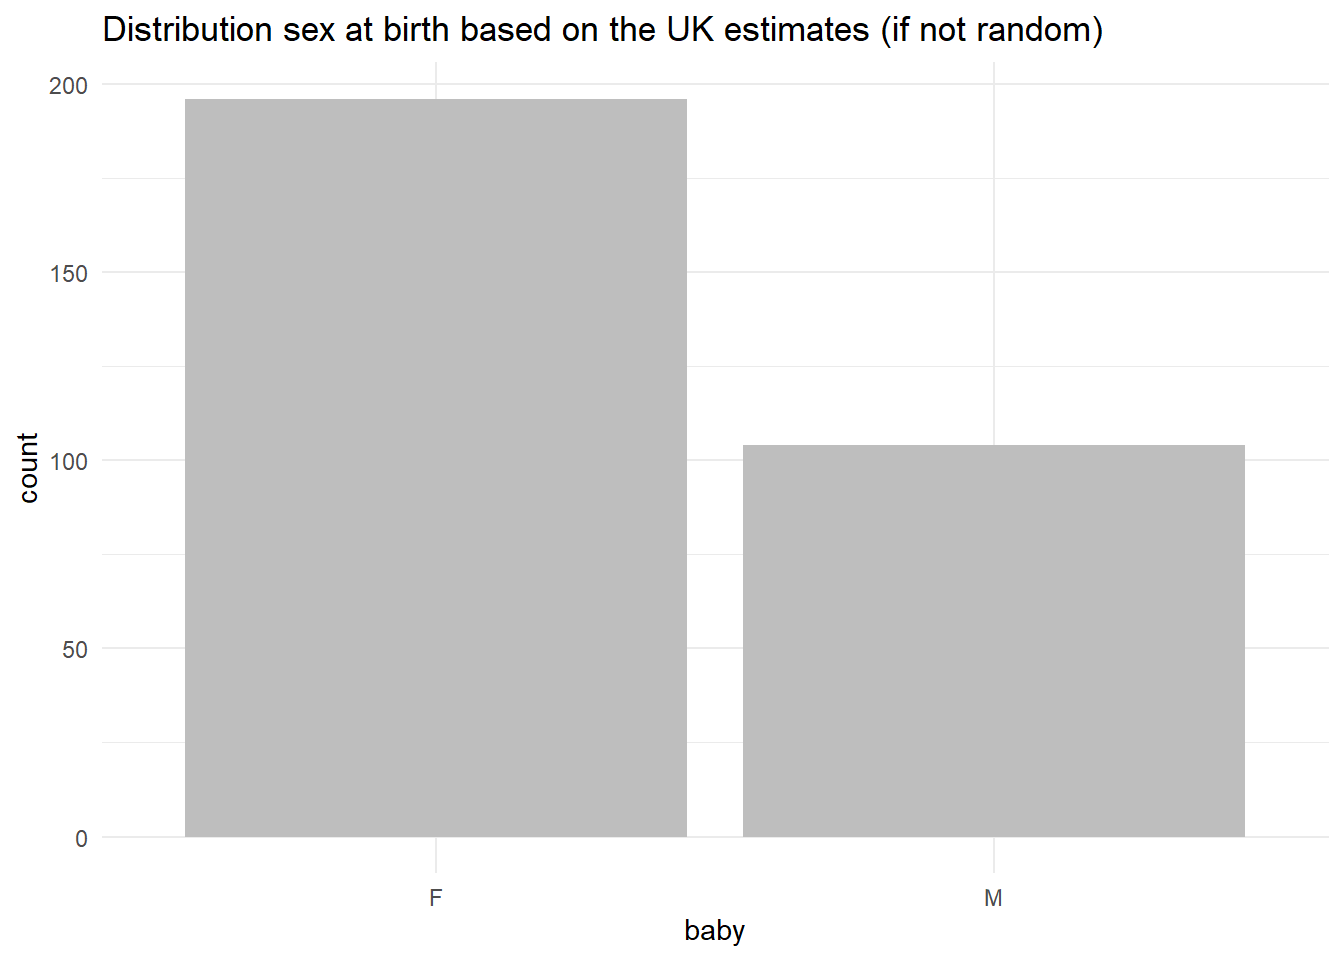 Distribution sex at birth based on the UK estimates (if not random)
200
150
100
50
0
count
F
M
baby